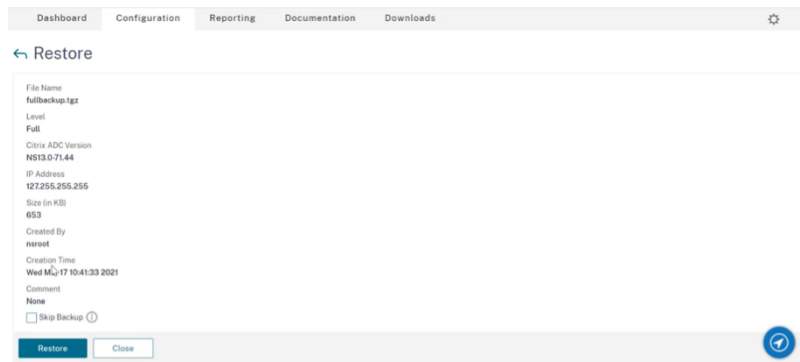 Dashboard Configuration Reporting Documentation Downloads
Restore
File Name
fullbackup.tgz
Level
Full
Citrix ADC Version
NS13.0-71.44
IP Address
127.255.255.255
Size (in KB)
653
Created By
nsroot
Creation Time
Wed 17 10:41:33 2021
Comment
None
Skip Backup
Restore Close